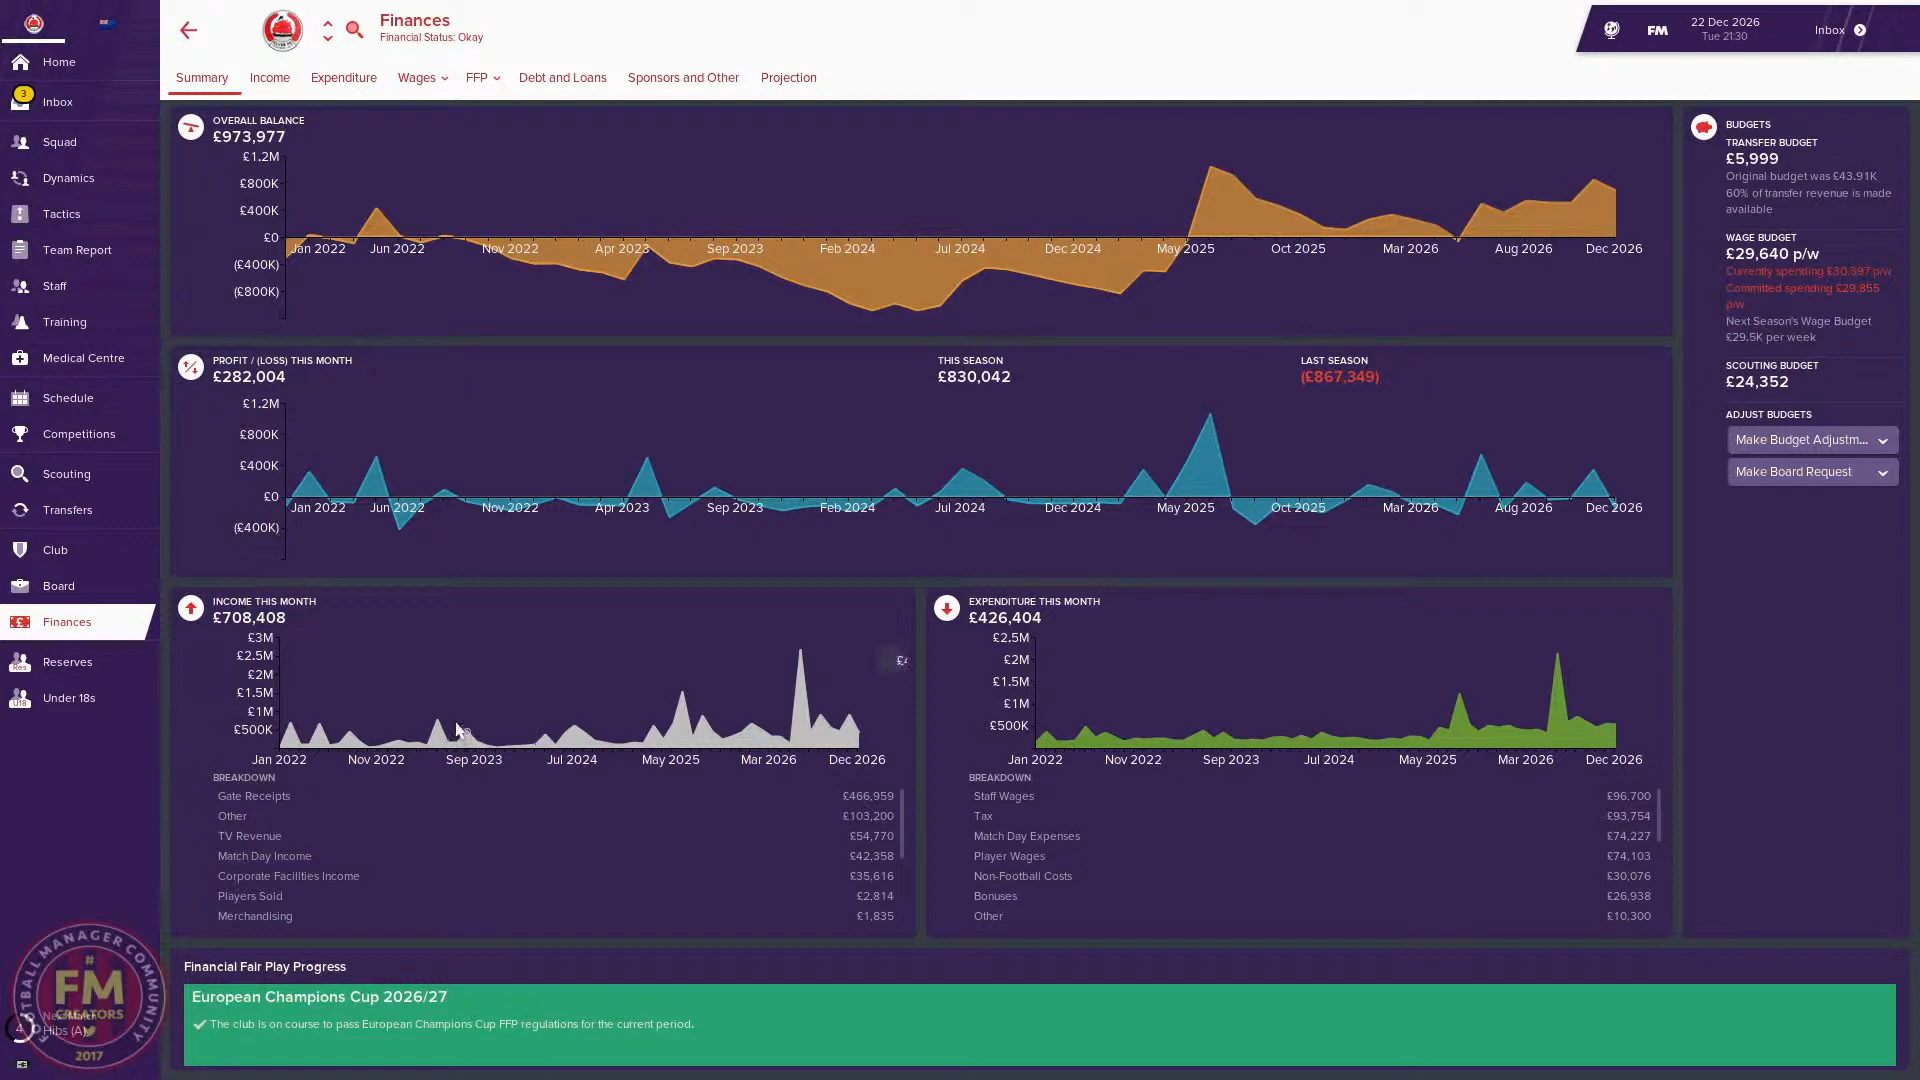 Finances
Financial Status: Okay
22 Dec 2026
Tue 21:30
FM
Inbox
Home
3
Inbox
Squad
Dynamics
Tactics
Team Report
Staff
Training
Medical Centre
Schedule
Competitions
Scouting
Transfers
Club
Board
Finances
Reserves
Under 18s
Summary
Income
Expenditure
Wages
FFP
Debt and Loans
Sponsors and Other
Projection
OVERALL BALANCE
£973,977
£1.2M
£800K
£400K
£0
(£400K)
(£800K)
Jan 2022 Jun 2022 Nov 2022 Apr 2023 Sep 2023 Feb 2024 Jul 2024 Dec 2024 May 2025 Oct 2025 Mar 2026 Aug 2026 Dec 2026
PROFIT / (LOSS) THIS MONTH
£282,004
THIS SEASON
£830,042
LAST SEASON
(£867,349)
£1.2M
£800K
£400K
£0
(£400K)
Jan 2022 Jun 2022 Nov 2022 Apr 2023 Sep 2023 Feb 2024 Jul 2024 Dec 2024 May 2025 Oct 2025 Mar 2026 Aug 2026 Dec 2026
INCOME THIS MONTH
£708,408
£3M
£2.5M
£2M
£1.5M
£1M
£500K
Jan 2022 Nov 2022 Sep 2023 Jul 2024 May 2025 Mar 2026 Dec 2026
BREAKDOWN
Gate Receipts £466,959
Other £103,200
TV Revenue £54,770
Match Day Income £42,358
Corporate Facilities Income £35,616
Players Sold £2,814
Merchandising £1,835
EXPENDITURE THIS MONTH
£426,404
£2.5M
£2M
£1.5M
£1M
£500K
Jan 2022 Nov 2022 Sep 2023 Jul 2024 May 2025 Mar 2026 Dec 2026
BREAKDOWN
Staff Wages £96,700
Tax £93,754
Match Day Expenses £74,227
Player Wages £74,103
Non-Football Costs £30,076
Bonuses £26,938
Other £10,300
BUDGETS
TRANSFER BUDGET
£5,999
Original budget was £43.91K
60% of transfer revenue is made
available
WAGE BUDGET
£29,640 p/w
Currently spending £30,397 p/w
Committed spending £29,855
p/w
Next Season's Wage Budget
£29.5K per week
SCOUTING BUDGET
£24,352
ADJUST BUDGETS
Make Budget Adjustm...
Make Board Request
Financial Fair Play Progress
European Champions Cup 2026/27
The club is on course to pass European Champions Cup FFP regulations for the current period.
FOOTBALL MANAGER COMMUNITY
#
FM
CREATORS
2017
Next Match
Hibs (A)
4